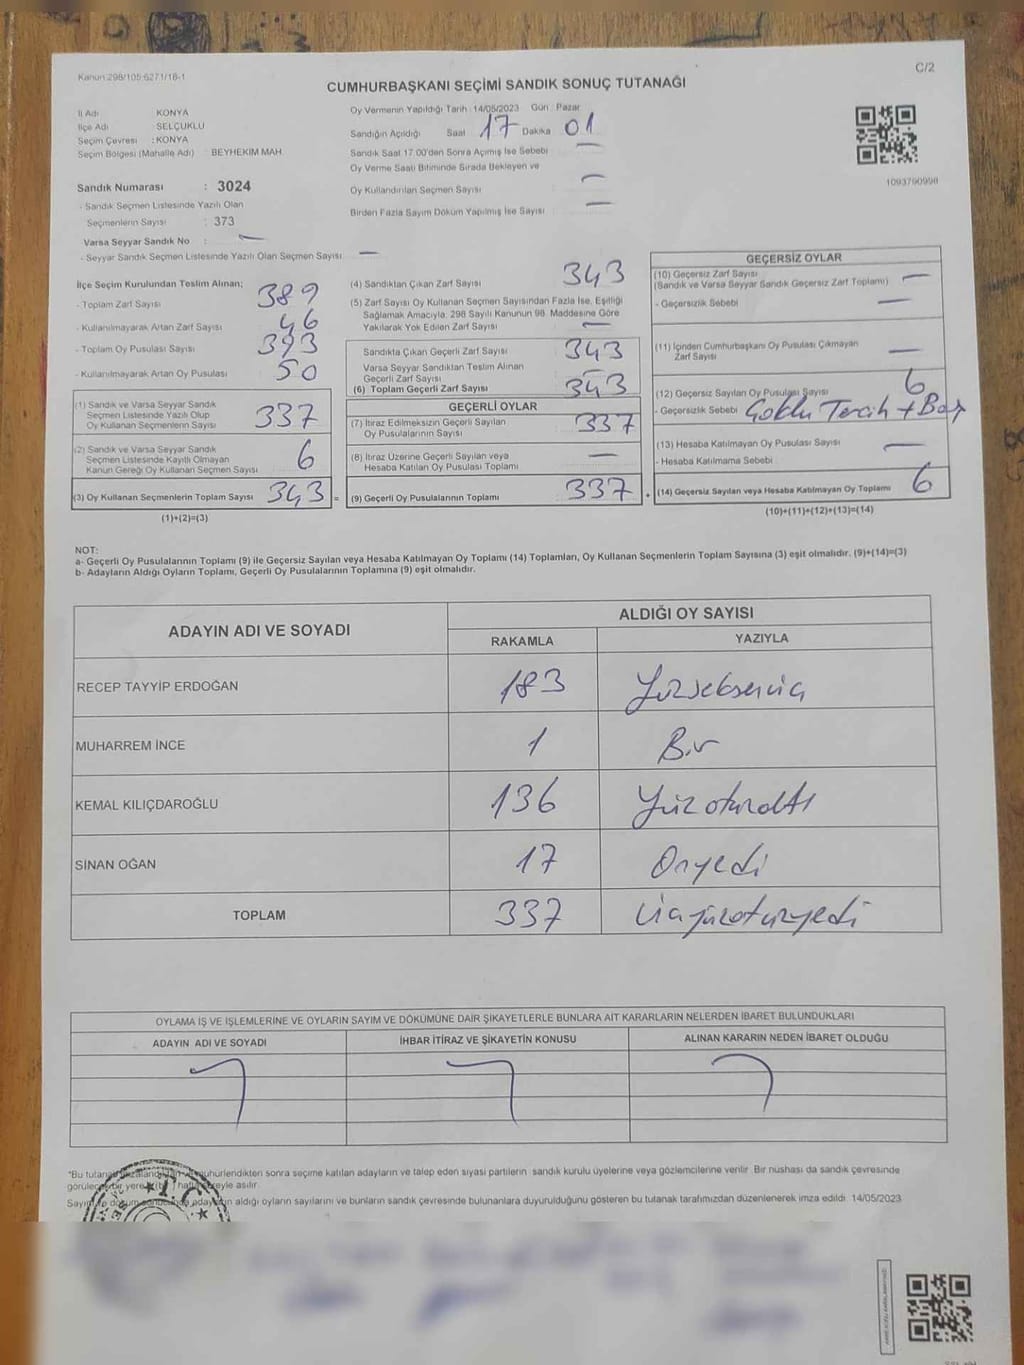 Kanun:298/105:6271/18-1
C/2
CUMHURBAŞKANI SEÇİMİ SANDIK SONUÇ TUTANAĞI
İl Adı KONYA
İlçe Adı SELÇUKLU
Seçim Çevresi : KONYA
Seçim Bölgesi (Mahalle Adı) BEYHEKİM MAH.
Sandık Numarası : 3024
- Sandık Seçmen Listesinde Yazılı Olan
Seçmenlerin Sayısı : 373
Varsa Seyyar Sandık No : —
- Seyyar Sandık Seçmen Listesinde Yazılı Olan Seçmen Sayısı —
Oy Vermenin Yapıldığı Tarih 14/05/2023 Gün : Pazar
Sandığın Açıldığı Saat 17 Dakika 01
Sandık Saat 17.00'den Sonra Açımış İse Sebebi —
Oy Verme Saati Bitiminde Sırada Bekleyen ve
Oy Kullandırılan Seçmen Sayısı —
Birden Fazla Sayım Döküm Yapılmış İse Sayısı —
1093790998
İlçe Seçim Kurulundan Teslim Alınan;
- Toplam Zarf Sayısı 389
- Kullanılmayarak Artan Zarf Sayısı 46
- Toplam Oy Pusulası Sayısı 393
- Kullanılmayarak Artan Oy Pusulası 50
(1) Sandık ve Varsa Seyyar Sandık
Seçmen Listesinde Yazılı Olup
Oy Kullanan Seçmenlerin Sayısı 337
(2) Sandık ve Varsa Seyyar Sandık
Seçmen Listesinde Kayıtlı Olmayan
Kanun Gereği Oy Kullanan Seçmen Sayısı 6
(3) Oy Kullanan Seçmenlerin Toplam Sayısı 343 =
(1)+(2)=(3)
(4) Sandıktan Çıkan Zarf Sayısı 343
(5) Zarf Sayısı Oy Kullanan Seçmen Sayısından Fazla İse, Eşitliği
Sağlamak Amacıyla, 298 Sayılı Kanunun 98. Maddesine Göre
Yakılarak Yok Edilen Zarf Sayısı —
Sandıkta Çıkan Geçerli Zarf Sayısı 343
Varsa Seyyar Sandıktan Teslim Alınan
Geçerli Zarf Sayısı —
(6) Toplam Geçerli Zarf Sayısı 343
GEÇERLİ OYLAR
(7) İtiraz Edilmeksizin Geçerli Sayılan
Oy Pusulalarının Sayısı 337
(8) İtiraz Üzerine Geçerli Sayılan veya
Hesaba Katılan Oy Pusulası Toplamı —
(9) Geçerli Oy Pusulalarının Toplamı 337 +
GEÇERSİZ OYLAR
(10) Geçersiz Zarf Sayısı —
(Sandık ve Varsa Seyyar Sandık Geçersiz Zarf Toplamı)
- Geçersizlik Sebebi —
(11) İçinden Cumhurbaşkanı Oy Pusulası Çıkmayan
Zarf Sayısı —
(12) Geçersiz Sayılan Oy Pusulası Sayısı 6
- Geçersizlik Sebebi Çoklu Tercih + Boş
(13) Hesaba Katılmayan Oy Pusulası Sayısı —
- Hesaba Katılmama Sebebi
(14) Geçersiz Sayılan veya Hesaba Katılmayan Oy Toplamı 6
(10)+(11)+(12)+(13)=(14)
NOT:
a- Geçerli Oy Pusulalarının Toplamı (9) ile Geçersiz Sayılan veya Hesaba Katılmayan Oy Toplamı (14) Toplamları, Oy Kullanan Seçmenlerin Toplam Sayısına (3) eşit olmalıdır. (9)+(14)=(3)
b- Adayların Aldığı Oyların Toplamı, Geçerli Oy Pusulalarının Toplamına (9) eşit olmalıdır.
ADAYIN ADI VE SOYADI ALDIĞI OY SAYISI
RAKAMLA YAZIYLA
RECEP TAYYİP ERDOĞAN 183 Yüzseksenüç
MUHARREM İNCE 1 Bir
KEMAL KILIÇDAROĞLU 136 Yüzotuzaltı
SİNAN OĞAN 17 Onyedi
TOPLAM 337 Üçyüzotuzyedi
OYLAMA İŞ VE İŞLEMLERİNE VE OYLARIN SAYIM VE DÖKÜMÜNE DAİR ŞİKAYETLERLE BUNLARA AİT KARARLARIN NELERDEN İBARET BULUNDUKLARI
ADAYIN ADI VE SOYADI İHBAR İTİRAZ VE ŞİKAYETİN KONUSU ALINAN KARARIN NEDEN İBARET OLDUĞU
*Bu tutanak mühürlendikten sonra seçime katılan adayların ve talep eden siyasi partilerin sandık kurulu üyelerine veya gözlemcilerine verilir. Bir nüshası da sandık çevresinde
asılır.
aldığı oyların sayılarını ve bunların sandık çevresinde bulunanlara duyurulduğunu gösteren bu tutanak tarafımızdan düzenlenerek imza edildi. 14/05/2023
T.C.